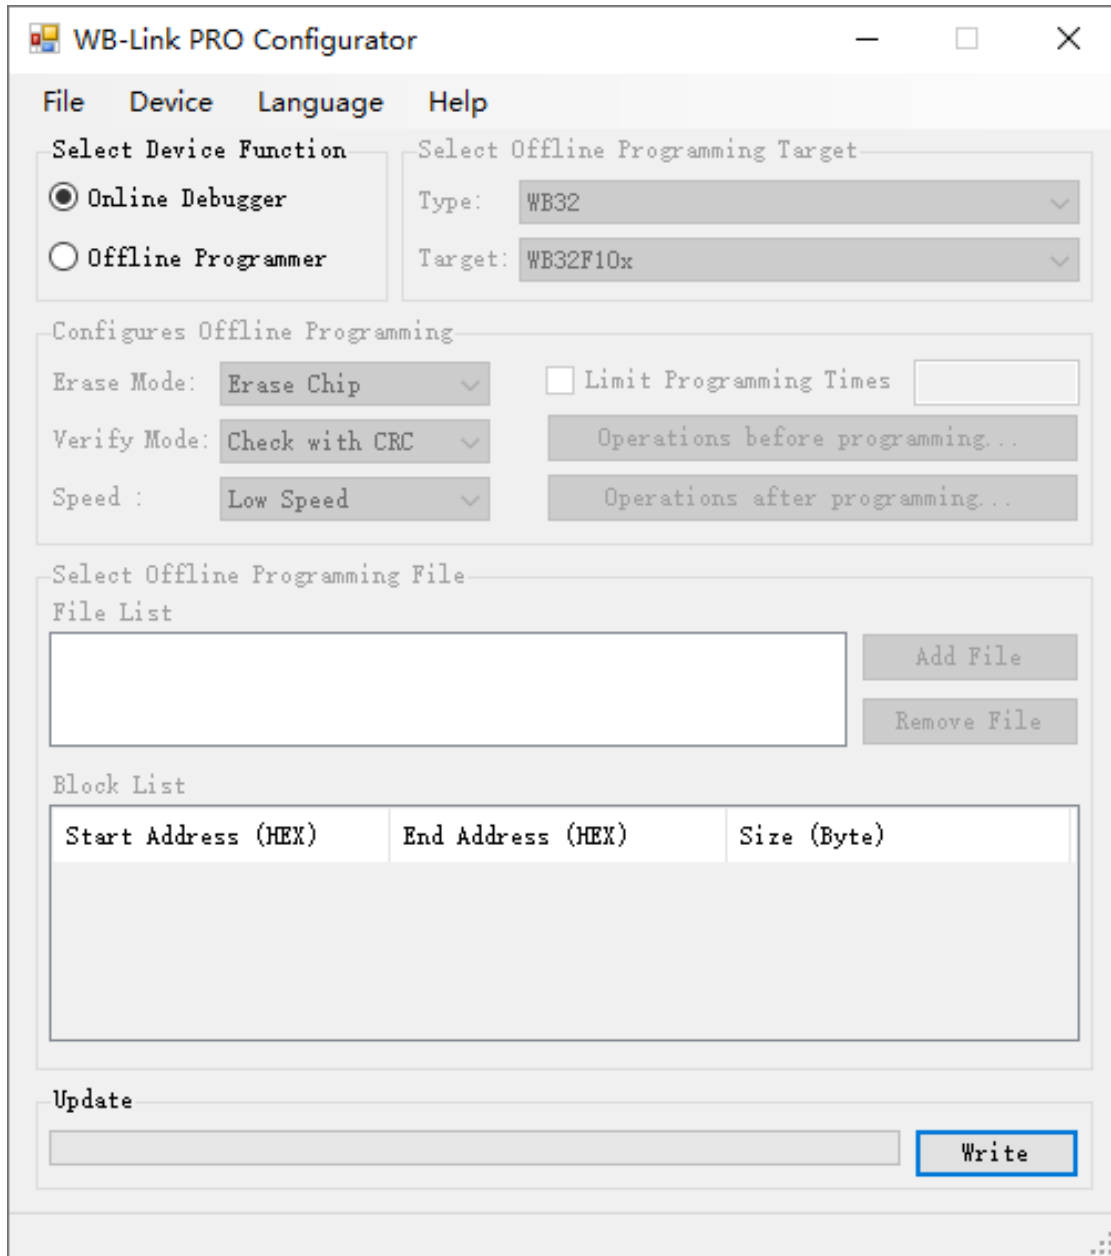 WB-Link PRO Configurator
File Device Language Help
Select Device Function
Online Debugger
Offline Programmer
Select Offline Programming Target
Type: WB32
Target: WB32F10x
Configures Offline Programming
Erase Mode: Erase Chip
Verify Mode: Check with CRC
Speed : Low Speed
Limit Programming Times
Operations before programming...
Operations after programming...
Select Offline Programming File
File List
Add File
Remove File
Block List
Start Address (HEX) End Address (HEX) Size (Byte)
Update
Write